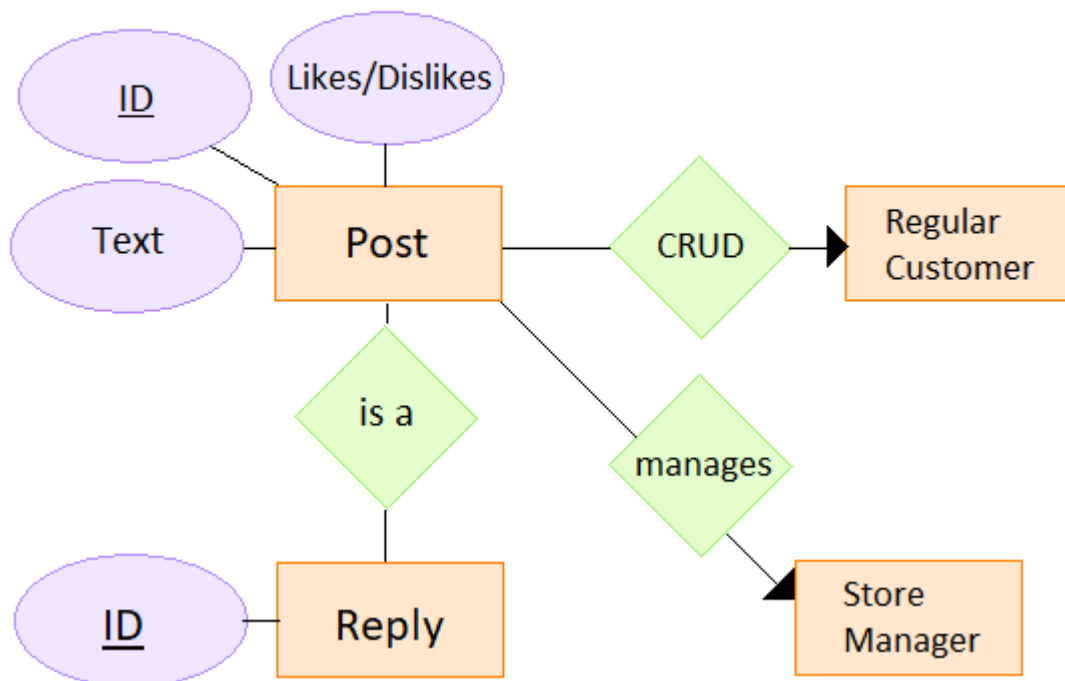 ID
Likes/Dislikes
Text
Post
CRUD
Regular
Customer
is a
manages
ID
Reply
Store
Manager